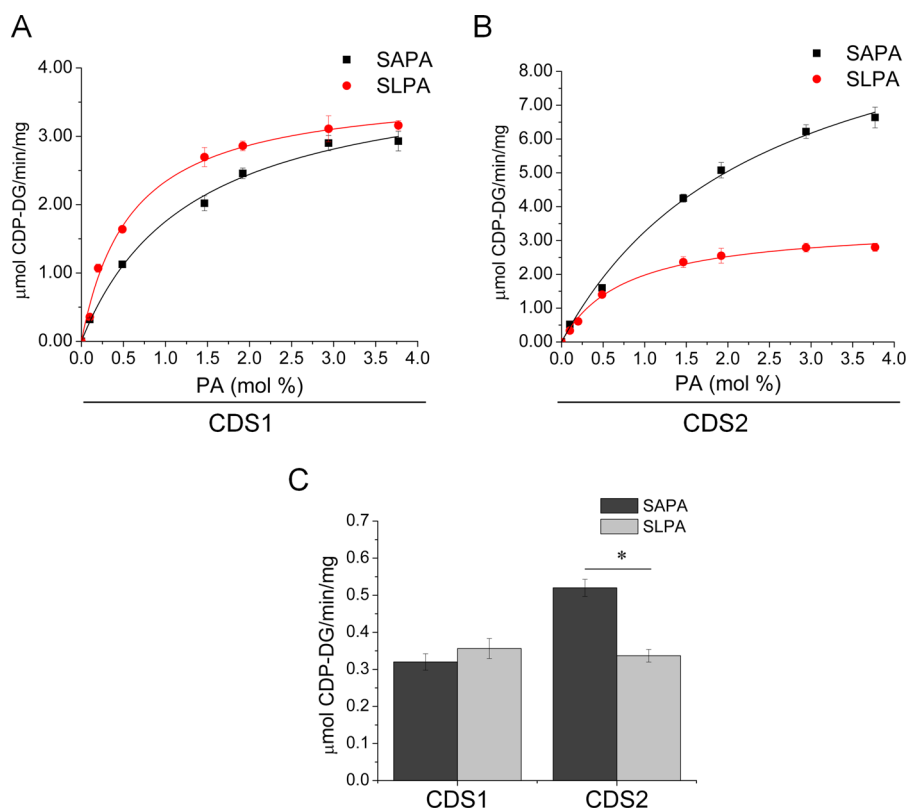 A
SAPA
SLPA
4.00
3.00
2.00
1.00
0.00
μmol CDP-DG/min/mg
0.0 0.5 1.0 1.5 2.0 2.5 3.0 3.5 4.0
PA (mol %)
CDS1
B
SAPA
SLPA
8.00
7.00
6.00
5.00
4.00
3.00
2.00
1.00
0.00
μmol CDP-DG/min/mg
0.0 0.5 1.0 1.5 2.0 2.5 3.0 3.5 4.0
PA (mol %)
CDS2
C
SAPA
SLPA
0.7
0.6
0.5
0.4
0.3
0.2
0.1
0.0
μmol CDP-DG/min/mg
*
CDS1 CDS2